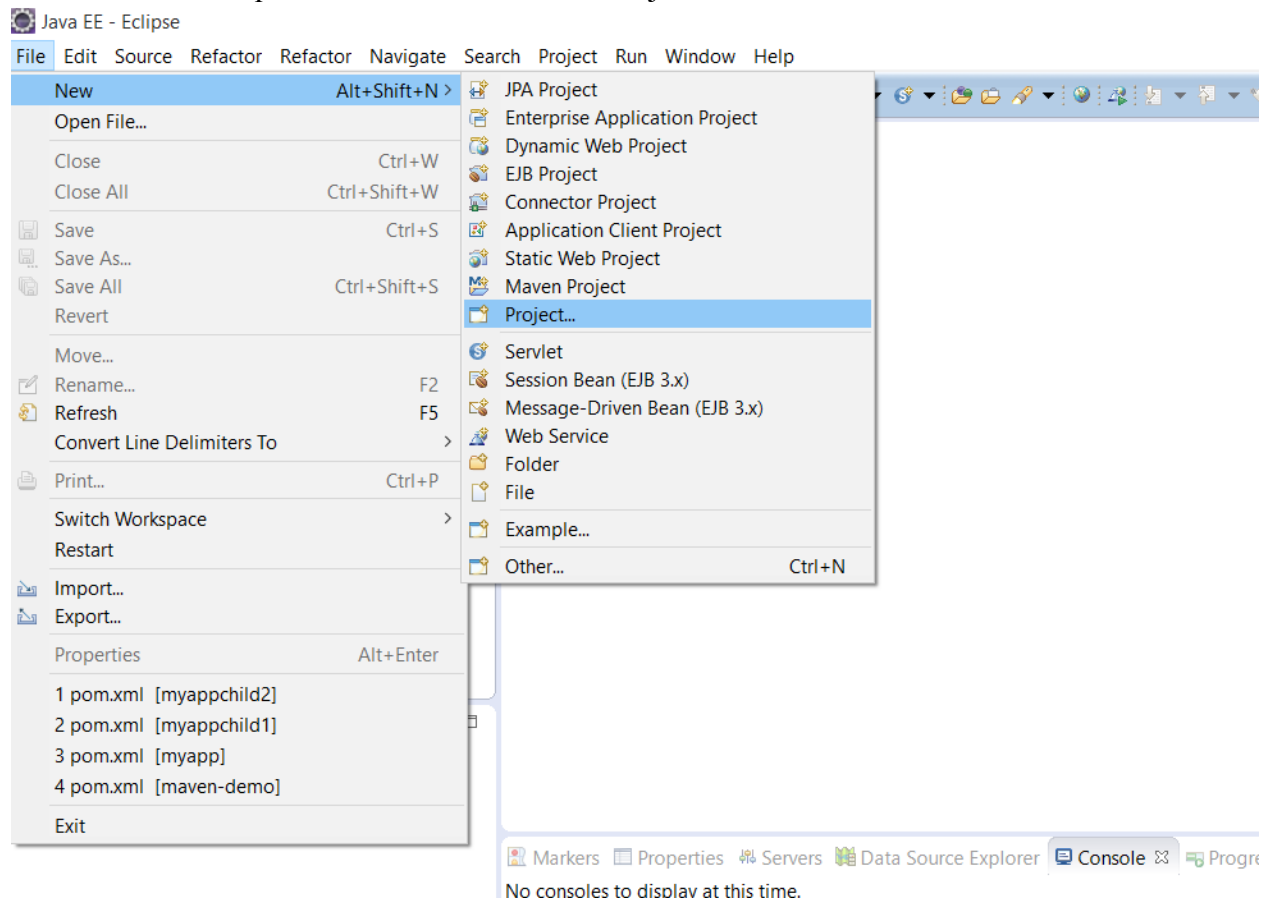 Java EE - Eclipse
File Edit Source Refactor Refactor Navigate Search Project Run Window Help
New Alt+Shift+N >
Open File...
Close Ctrl+W
Close All Ctrl+Shift+W
Save Ctrl+S
Save As...
Save All Ctrl+Shift+S
Revert
Move...
Rename... F2
Refresh F5
Convert Line Delimiters To >
Print... Ctrl+P
Switch Workspace >
Restart
Import...
Export...
Properties Alt+Enter
1 pom.xml [myappchild2]
2 pom.xml [myappchild1]
3 pom.xml [myapp]
4 pom.xml [maven-demo]
Exit
JPA Project
Enterprise Application Project
Dynamic Web Project
EJB Project
Connector Project
Application Client Project
Static Web Project
Maven Project
Project...
Servlet
Session Bean (EJB 3.x)
Message-Driven Bean (EJB 3.x)
Web Service
Folder
File
Example...
Other... Ctrl+N
Markers Properties Servers Data Source Explorer Console Progre
No consoles to display at this time.